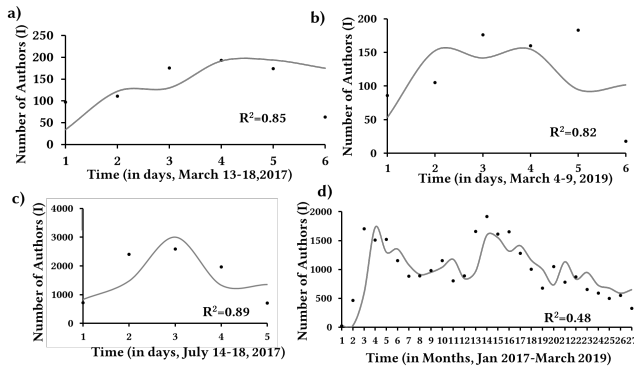 a)
Number of Authors (I)
250
200
150
100
50
0
R²=0.85
1 2 3 4 5 6
Time (in days, March 13-18,2017)
b)
Number of Authors (I)
200
150
100
50
0
R²=0.82
1 2 3 4 5 6
Time (in days, March 4-9, 2019)
c)
Number of Authors (I)
4000
3000
2000
1000
0
R²=0.89
1 2 3 4 5
Time (in days, July 14-18, 2017)
d)
Number of Authors (I)
2000
1500
1000
500
0
R²=0.48
1 2 3 4 5 6 7 8 9 10 11 12 13 14 15 16 17 18 19 20 21 22 23 24 25 26 27
Time (in Months, Jan 2017-March 2019)